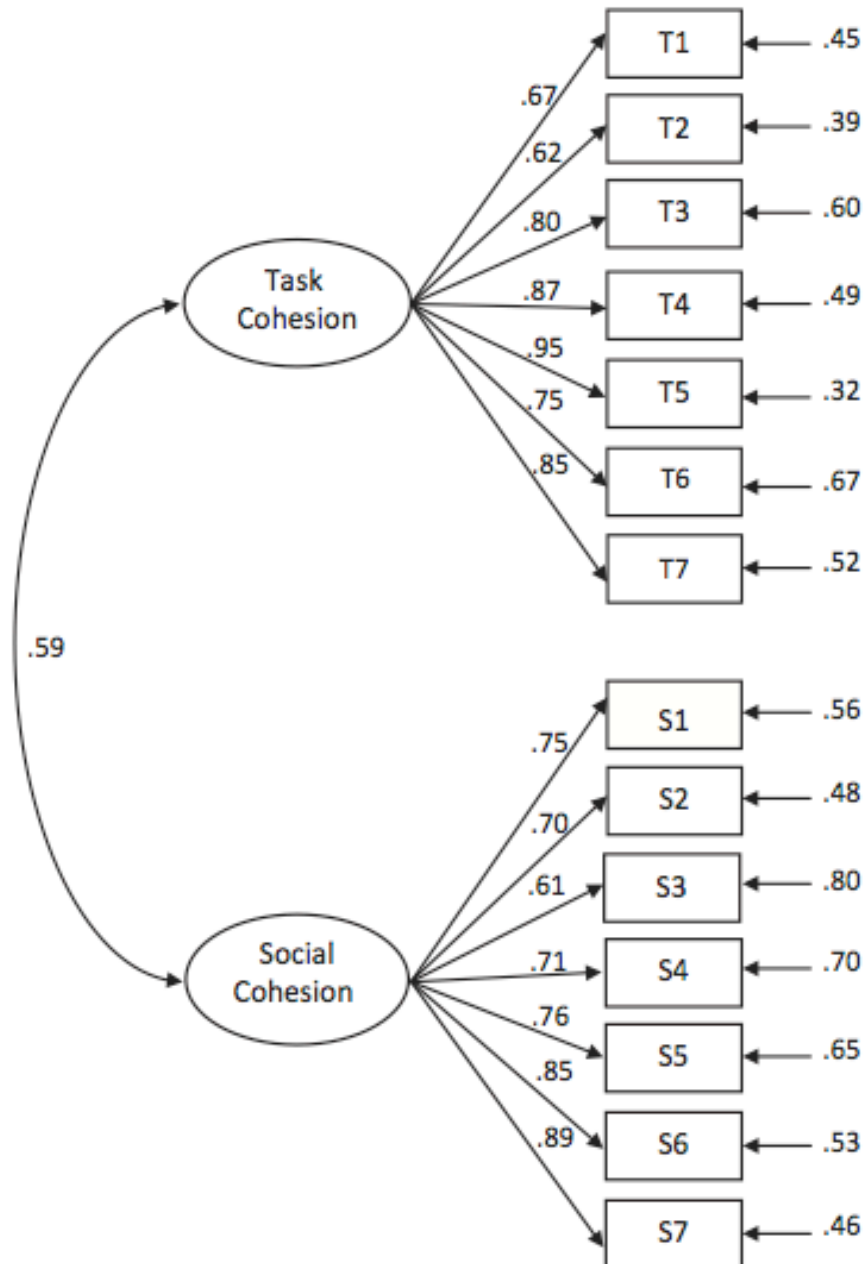 T1
.45
.67
T2
.39
.62
T3
.60
.80
Task
Cohesion
.87
T4
.49
.95
T5
.32
.75
T6
.67
.85
T7
.52
.59
S1
.56
.75
S2
.48
.70
S3
.80
.61
Social
Cohesion
.71
S4
.70
.76
S5
.65
.85
S6
.53
.89
S7
.46